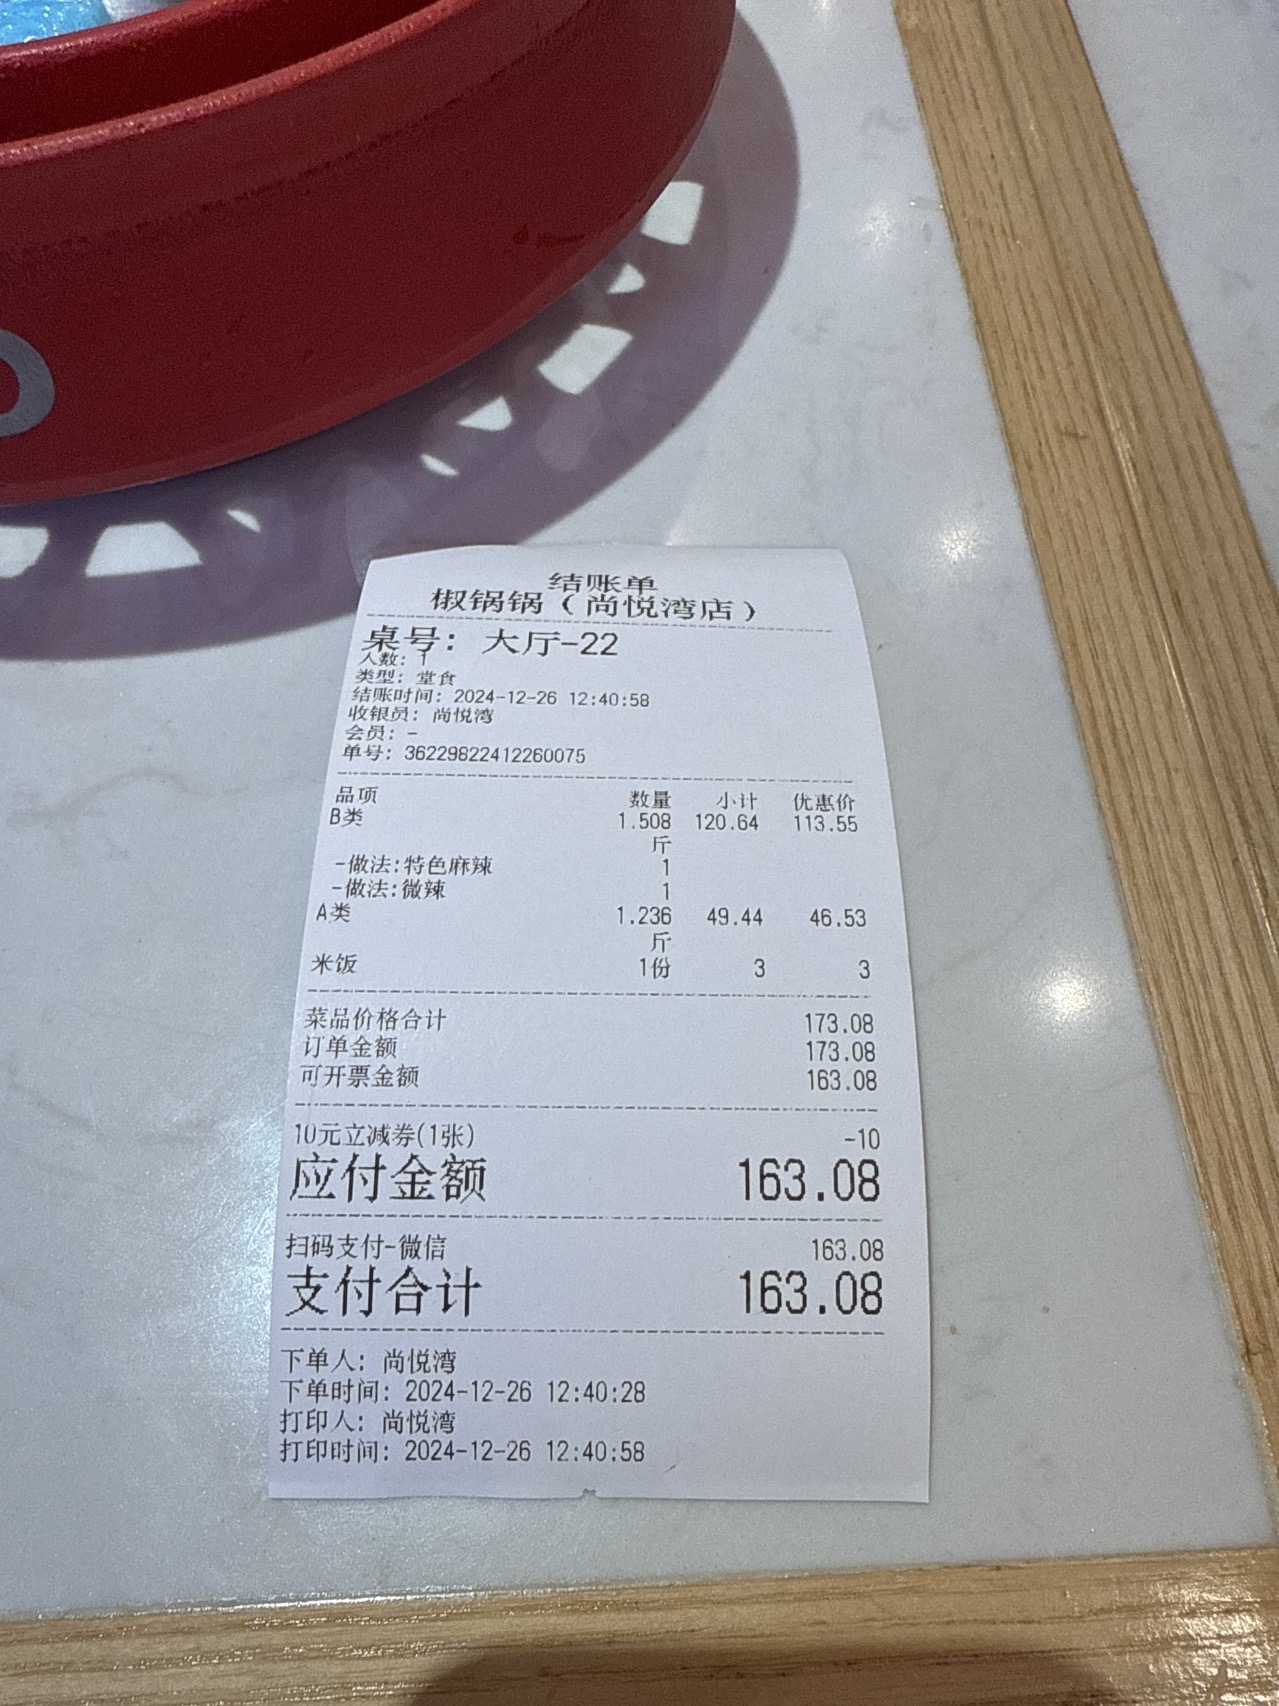 结账单
椒锅锅（尚悦湾店）
桌号: 大厅-22
人数: 1
类型: 堂食
结账时间: 2024-12-26 12:40:58
收银员: 尚悦湾
会员: -
单号: 36229822412260075
品项 数量 小计 优惠价
B类 1.508 120.64 113.55
斤
-做法:特色麻辣 1
-做法:微辣 1
A类 1.236 49.44 46.53
斤
米饭 1份 3 3
菜品价格合计 173.08
订单金额 173.08
可开票金额 163.08
10元立减券(1张) -10
应付金额 163.08
扫码支付-微信 163.08
支付合计 163.08
下单人: 尚悦湾
下单时间: 2024-12-26 12:40:28
打印人: 尚悦湾
打印时间: 2024-12-26 12:40:58